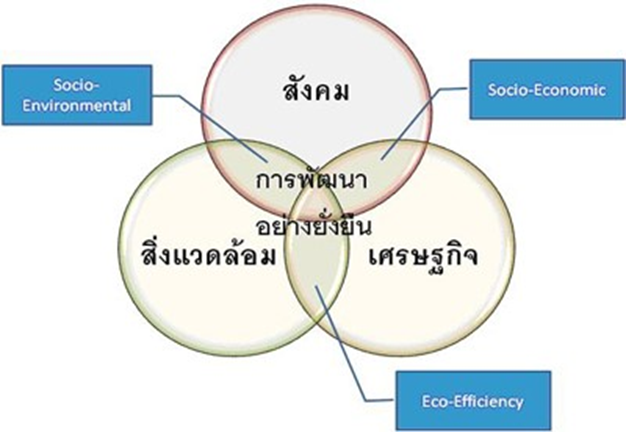 สังคม
Socio-
Environmental
Socio-Economic
การพัฒนา
อย่างยั่งยืน
สิ่งแวดล้อม
เศรษฐกิจ
Eco-Efficiency